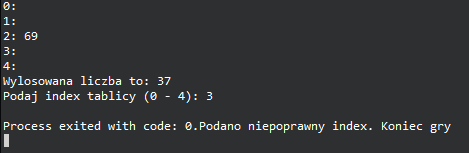 0:
1:
2: 69
3:
4:
Wylosowana liczba to: 37
Podaj index tablicy (0 - 4): 3
Process exited with code: 0.Podano niepoprawny index. Koniec gry